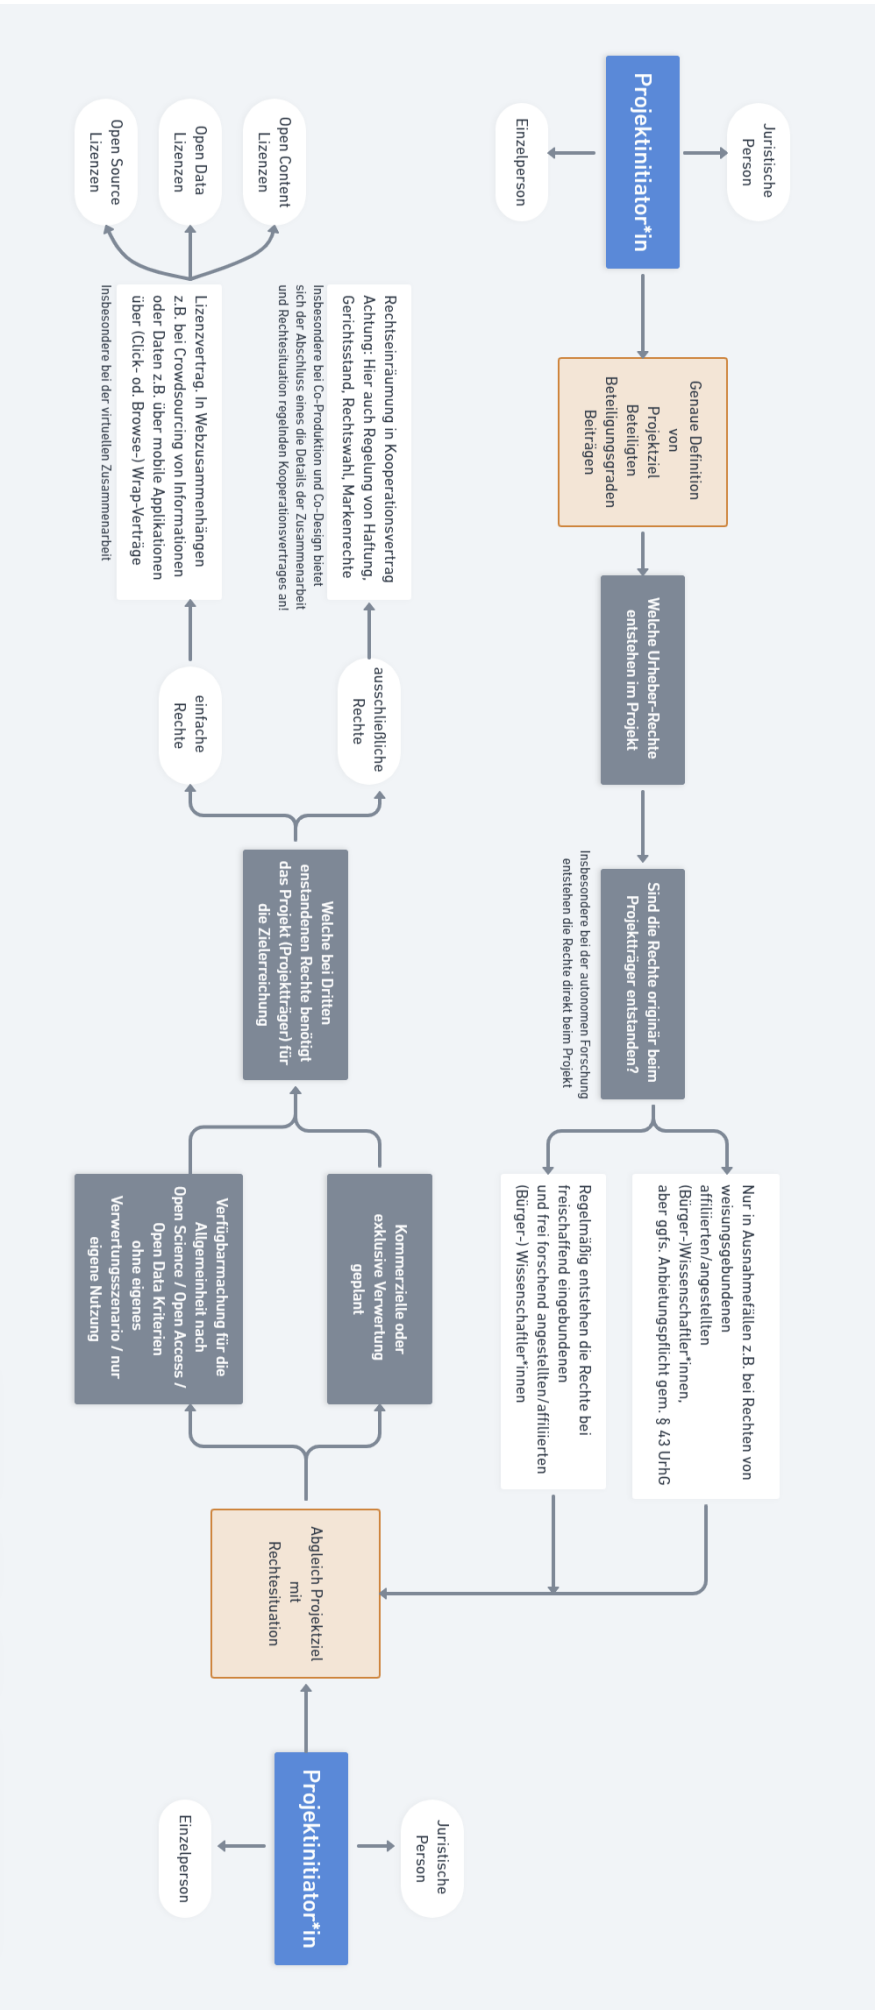 Juristische
Person
Projektinitiator*in
Einzelperson
Genaue Definition
von
Projektziel
Beteiligten
Beteiligungsgraden
Beiträgen
Welche Urheber-Rechte
entstehen im Projekt
Sind die Rechte originär beim
Projektträger entstanden?
Insbesondere bei der autonomen Forschung
entstehen die Rechte direkt beim Projekt
Nur in Ausnahmefällen z.B. bei Rechten von
weisungsgebundenen
affiliierten/angestellten
(Bürger-)Wissenschaftler*innen,
aber ggfs. Anbietungspflicht gem. § 43 UrhG
Regelmäßig entstehen die Rechte bei
freischaffend eingebundenen
und frei forschend angestellten/affiliierten
(Bürger-) Wissenschaftler*innen
Juristische
Person
Projektinitiator*in
Einzelperson
Abgleich Projektziel
mit
Rechtesituation
Kommerzielle oder
exklusive Verwertung
geplant
Verfügbarmachung für die
Allgemeinheit nach
Open Science / Open Access /
Open Data Kriterien
ohne eigenes
Verwertungsszenario / nur
eigene Nutzung
Welche bei Dritten
enstandenen Rechte benötigt
das Projekt (Projektträger) für
die Zielerreichung
ausschließliche
Rechte
einfache
Rechte
Rechtseinräumung in Kooperationsvertrag
Achtung: Hier auch Regelung von Haftung,
Gerichtsstand, Rechtswahl, Markenrechte
Insbesondere bei Co-Produktion und Co-Design bietet
sich der Abschluss eines die Details der Zusammenarbeit
und Rechtesituation regelnden Kooperationsvertrages an!
Lizenzvertrag. In Webzusammenhängen
z.B. bei Crowdsourcing von Informationen
oder Daten z.B. über mobile Applikationen
über (Click- od. Browse-) Wrap-Verträge
Insbesondere bei der virtuellen Zusammenarbeit
Open Content
Lizenzen
Open Data
Lizenzen
Open Source
Lizenzen